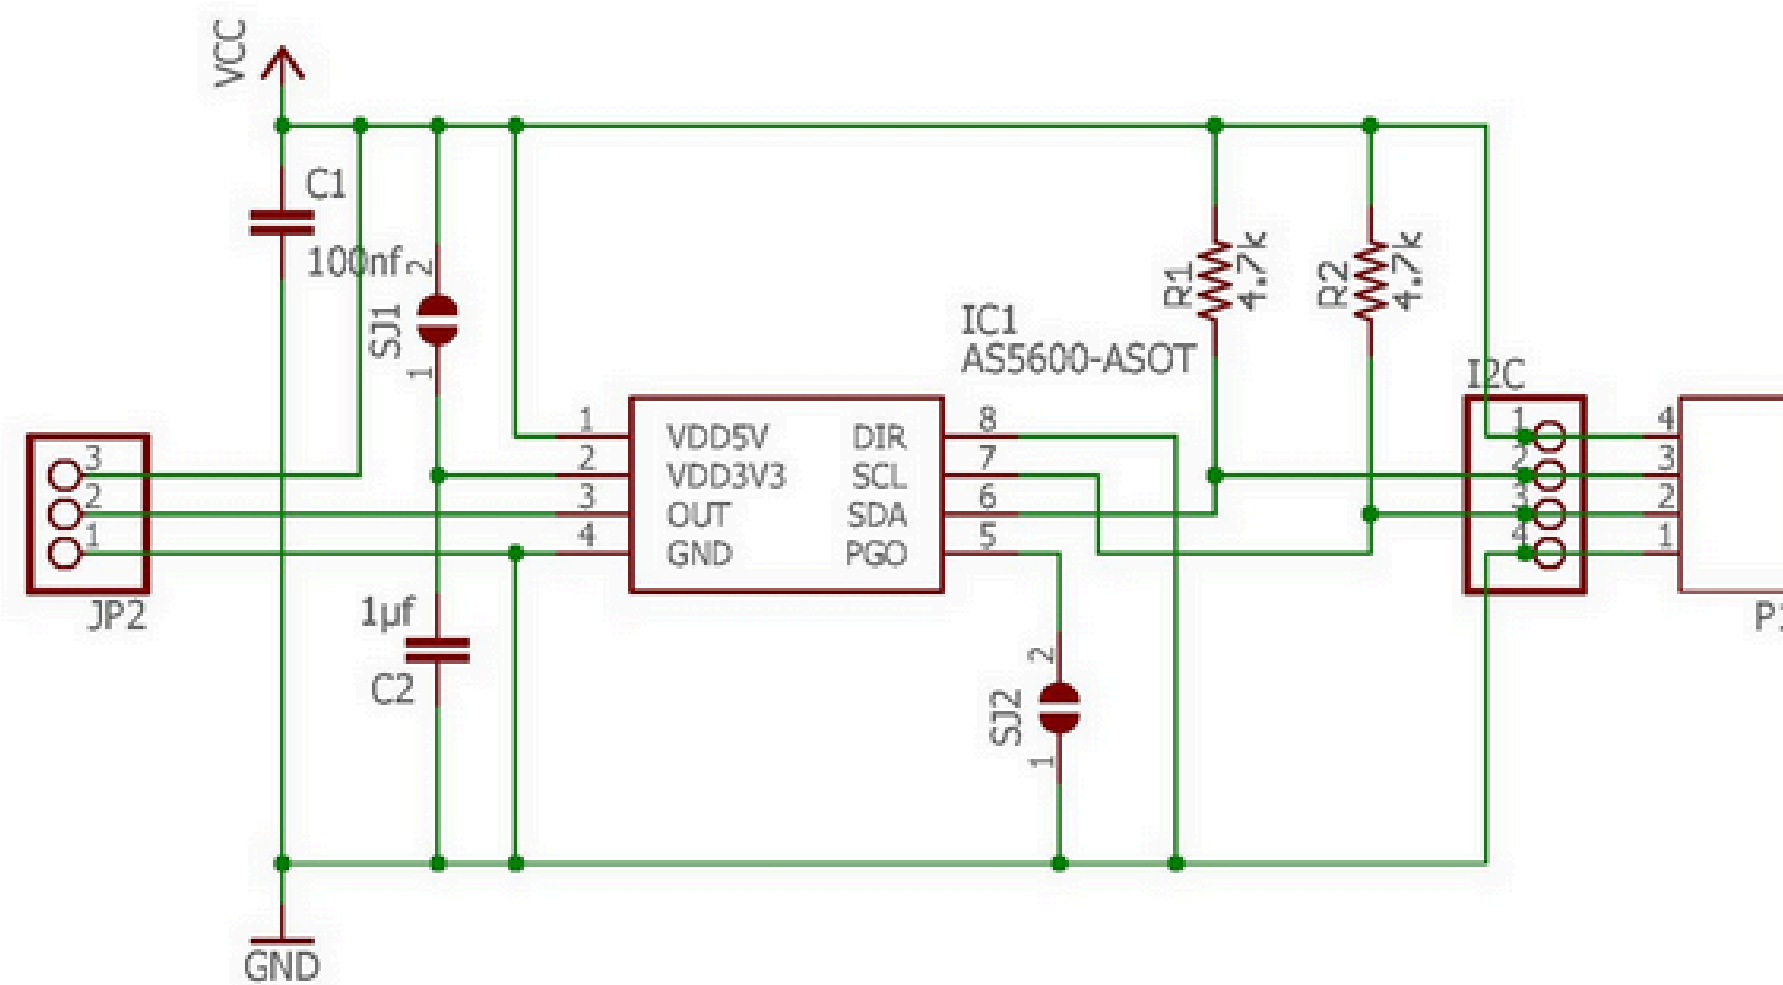 VCC
C1
100nf
2
SJ1
1
IC1
AS5600-ASOT
R1
4.7k
R2
4.7k
I2C
3
2
1
JP2
1
2
3
4
VDD5V
VDD3V3
OUT
GND
DIR
SCL
SDA
PGO
8
7
6
5
1
2
3
4
4
3
2
1
1µf
C2
2
SJ2
1
GND